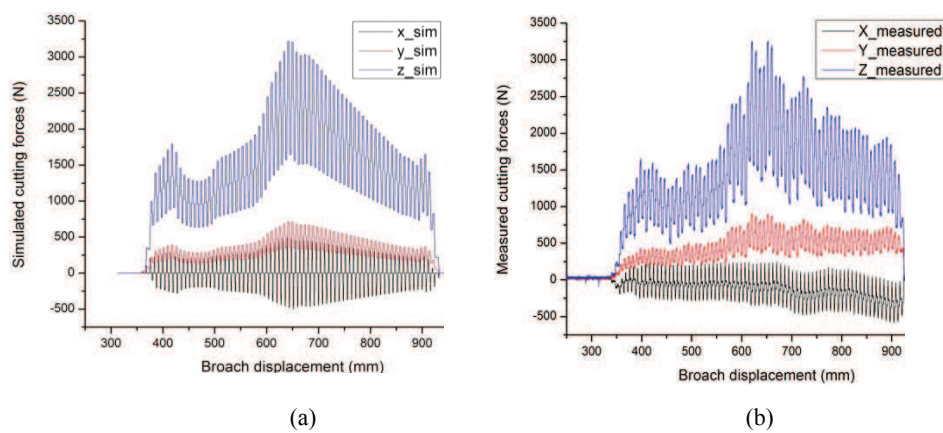 3500
3000
2500
2000
1500
1000
500
0
-500
Simulated cutting forces (N)
x_sim
y_sim
z_sim
300 400 500 600 700 800 900
Broach displacement (mm)
(a)
3500
3000
2500
2000
1500
1000
500
0
-500
Measured cutting forces (N)
X_measured
Y_measured
Z_measured
300 400 500 600 700 800 900
Broach displacement (mm)
(b)